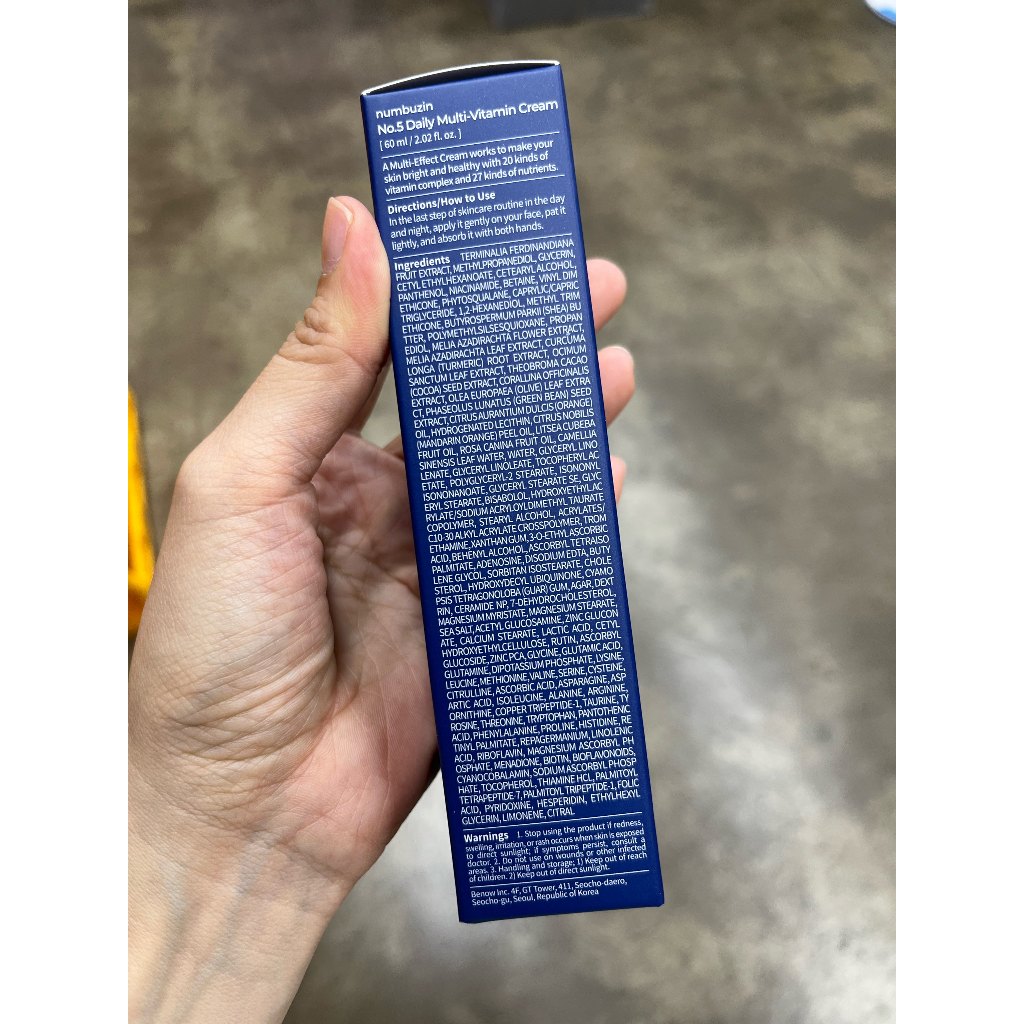 numbuzin
No.5 Daily Multi-Vitamin Cream
[ 60 ml / 2.02 fl. oz. ]
A Multi-Effect Cream works to make your
skin bright and healthy with 20 kinds of
vitamin complex and 27 kinds of nutrients.
Directions/How to Use
In the last step of skincare routine in the day
and night, apply it gently on your face, pat it
lightly, and absorb it with both hands.
Ingredients TERMINALIA FERDINANDIANA
FRUIT EXTRACT, METHYLPROPANEDIOL, GLYCERIN,
CETYL ETHYLHEXANOATE, CETEARYL ALCOHOL,
PANTHENOL, NIACINAMIDE, BETAINE, VINYL DIM
ETHICONE, PHYTOSQUALANE, CAPRYLIC/CAPRIC
TRIGLYCERIDE, 1,2-HEXANEDIOL, METHYL TRIM
ETHICONE, BUTYROSPERMUM PARKII (SHEA) BU
TTER, POLYMETHYLSILSESQUIOXANE, PROPAN
EDIOL, MELIA AZADIRACHTA FLOWER EXTRACT,
MELIA AZADIRACHTA LEAF EXTRACT, CURCUMA
LONGA (TURMERIC) ROOT EXTRACT, OCIMUM
SANCTUM LEAF EXTRACT, THEOBROMA CACAO
(COCOA) SEED EXTRACT, CORALLINA OFFICINALIS
EXTRACT, OLEA EUROPAEA (OLIVE) LEAF EXTRA
CT, PHASEOLUS LUNATUS (GREEN BEAN) SEED
EXTRACT, CITRUS AURANTIUM DULCIS (ORANGE)
OIL, HYDROGENATED LECITHIN, CITRUS NOBILIS
(MANDARIN ORANGE) PEEL OIL, LITSEA CUBEBA
FRUIT OIL, ROSA CANINA FRUIT OIL, CAMELLIA
SINENSIS LEAF WATER, WATER, GLYCERYL LINO
LENATE, GLYCERYL LINOLEATE, TOCOPHERYL AC
ETATE, POLYGLYCERYL-2 STEARATE, ISONONYL
ISONONANOATE, GLYCERYL STEARATE SE, GLYC
ERYL STEARATE, BISABOLOL, HYDROXYETHYL AC
RYLATE/SODIUM ACRYLOYLDIMETHYL TAURATE
COPOLYMER, STEARYL ALCOHOL, ACRYLATES/
C10-30 ALKYL ACRYLATE CROSSPOLYMER, TROM
ETHAMINE, XANTHAN GUM, 3-O-ETHYL ASCORBIC
ACID, BEHENYL ALCOHOL, ASCORBYL TETRAISO
PALMITATE, ADENOSINE, DISODIUM EDTA, BUTY
LENE GLYCOL, SORBITAN ISOSTEARATE, CHOLE
STEROL, HYDROXYDECYL UBIQUINONE, CYAMO
PSIS TETRAGONOLOBA (GUAR) GUM, AGAR, DEXT
RIN, CERAMIDE NP, 7-DEHYDROCHOLESTEROL,
MAGNESIUM MYRISTATE, MAGNESIUM STEARATE,
SEA SALT, ACETYL GLUCOSAMINE, ZINC GLUCON
ATE, CALCIUM STEARATE, LACTIC ACID, CETYL
HYDROXYETHYLCELLULOSE, RUTIN, ASCORBYL
GLUCOSIDE, ZINC PCA, GLYCINE, GLUTAMIC ACID,
GLUTAMINE, DIPOTASSIUM PHOSPHATE, LYSINE,
LEUCINE, METHIONINE, VALINE, SERINE, CYSTEINE,
CITRULLINE, ASCORBIC ACID, ASPARAGINE, ASP
ARTIC ACID, ISOLEUCINE, ALANINE, ARGININE,
ORNITHINE, COPPER TRIPEPTIDE-1, TAURINE, TY
ROSINE, THREONINE, TRYPTOPHAN, PANTOTHENIC
ACID, PHENYLALANINE, PROLINE, HISTIDINE, RE
TINYL PALMITATE, REPAGERMANIUM, LINOLENIC
ACID, RIBOFLAVIN, MAGNESIUM ASCORBYL PH
OSPHATE, MENADIONE, BIOTIN, BIOFLAVONOIDS,
CYANOCOBALAMIN, SODIUM ASCORBYL PHOSP
HATE, TOCOPHEROL, THIAMINE HCL, PALMITOYL
TETRAPEPTIDE-7, PALMITOYL TRIPEPTIDE-1, FOLIC
ACID, PYRIDOXINE, HESPERIDIN, ETHYLHEXYL
GLYCERIN, LIMONENE, CITRAL
Warnings 1. Stop using the product if redness,
swelling, irritation, or rash occurs when skin is exposed
to direct sunlight; if symptoms persist, consult a
doctor. 2. Do not use on wounds or other infected
areas. 3. Handling and storage: 1) Keep out of reach
of children. 2) Keep out of direct sunlight.
Benow Inc. 4F, GT Tower, 411, Seocho-daero,
Seocho-gu, Seoul, Republic of Korea